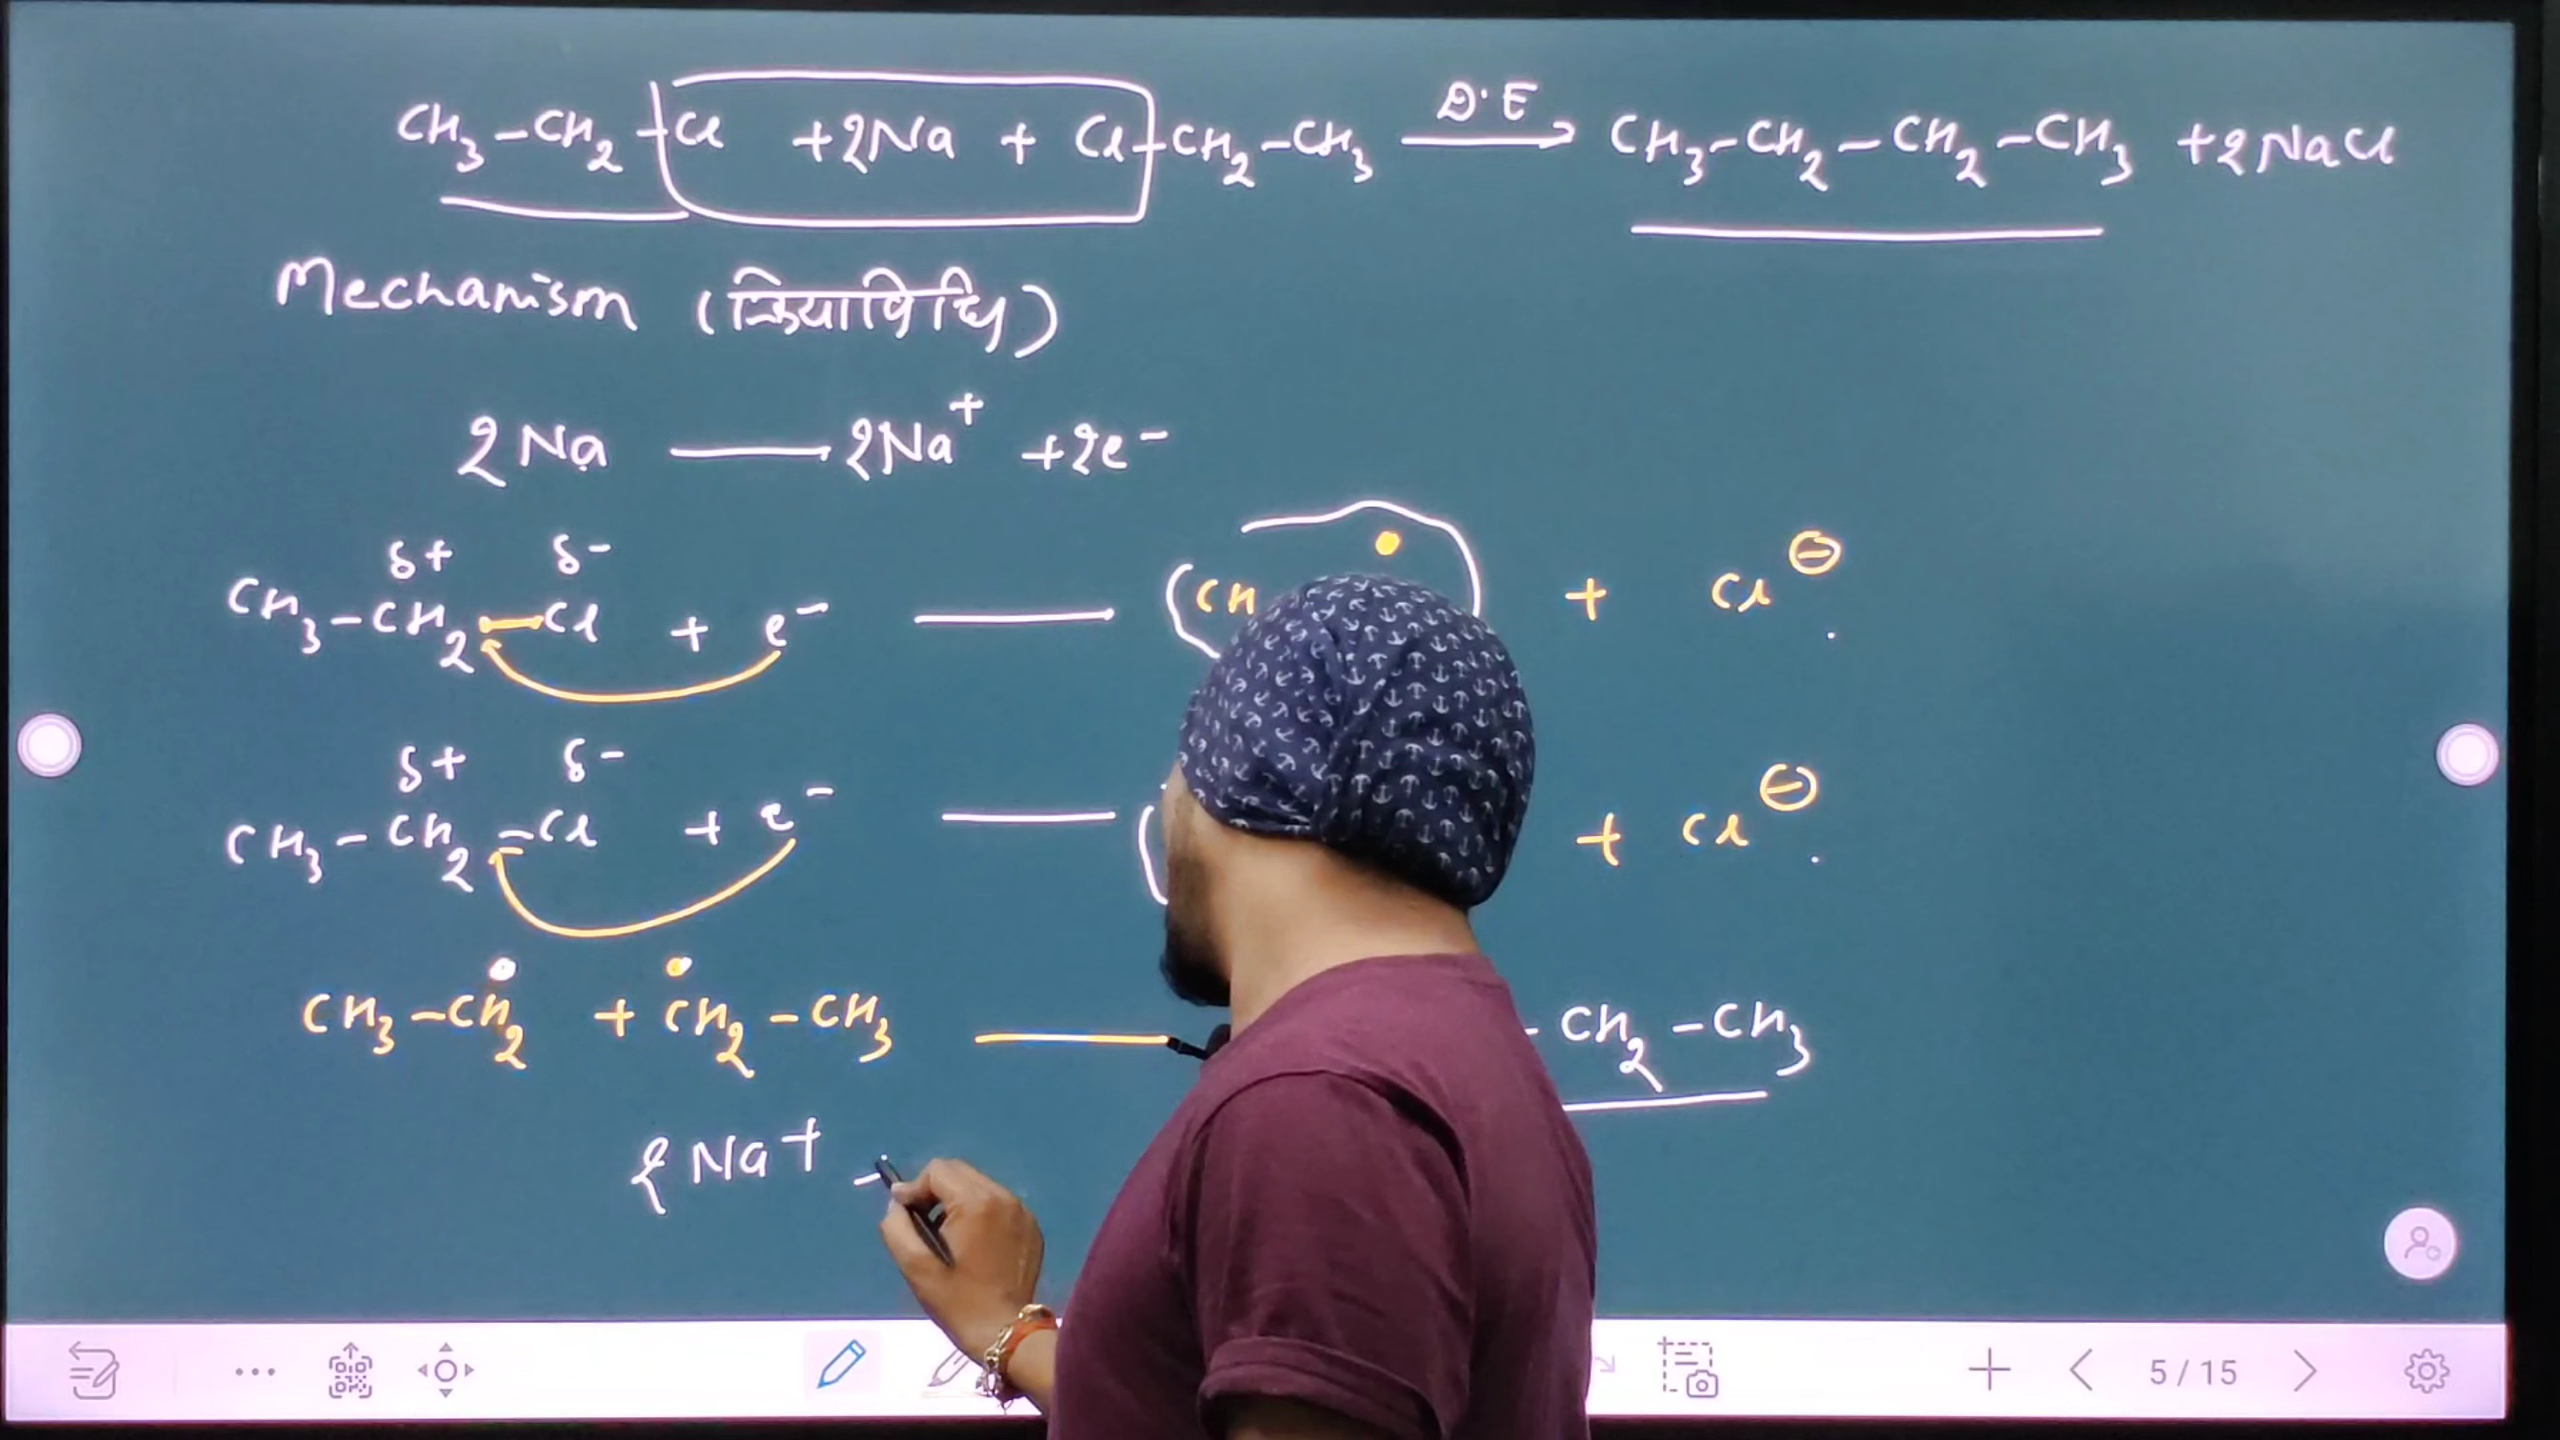 CH3-CH2-Cl +2Na + Cl-CH2-CH3 D.E → CH3-CH2-CH2-CH3 +2NaCl
Mechanism (क्रियाविधि)
2Na — 2Na+ +2e-
δ+ δ-
CH3-CH2-Cl + e- — (CH + Cl⊖
δ+ δ-
CH3-CH2-Cl + e- — ( + Cl⊖
CH3-CH2• + •CH2-CH3 — - CH2-CH3
2Na+
5/15